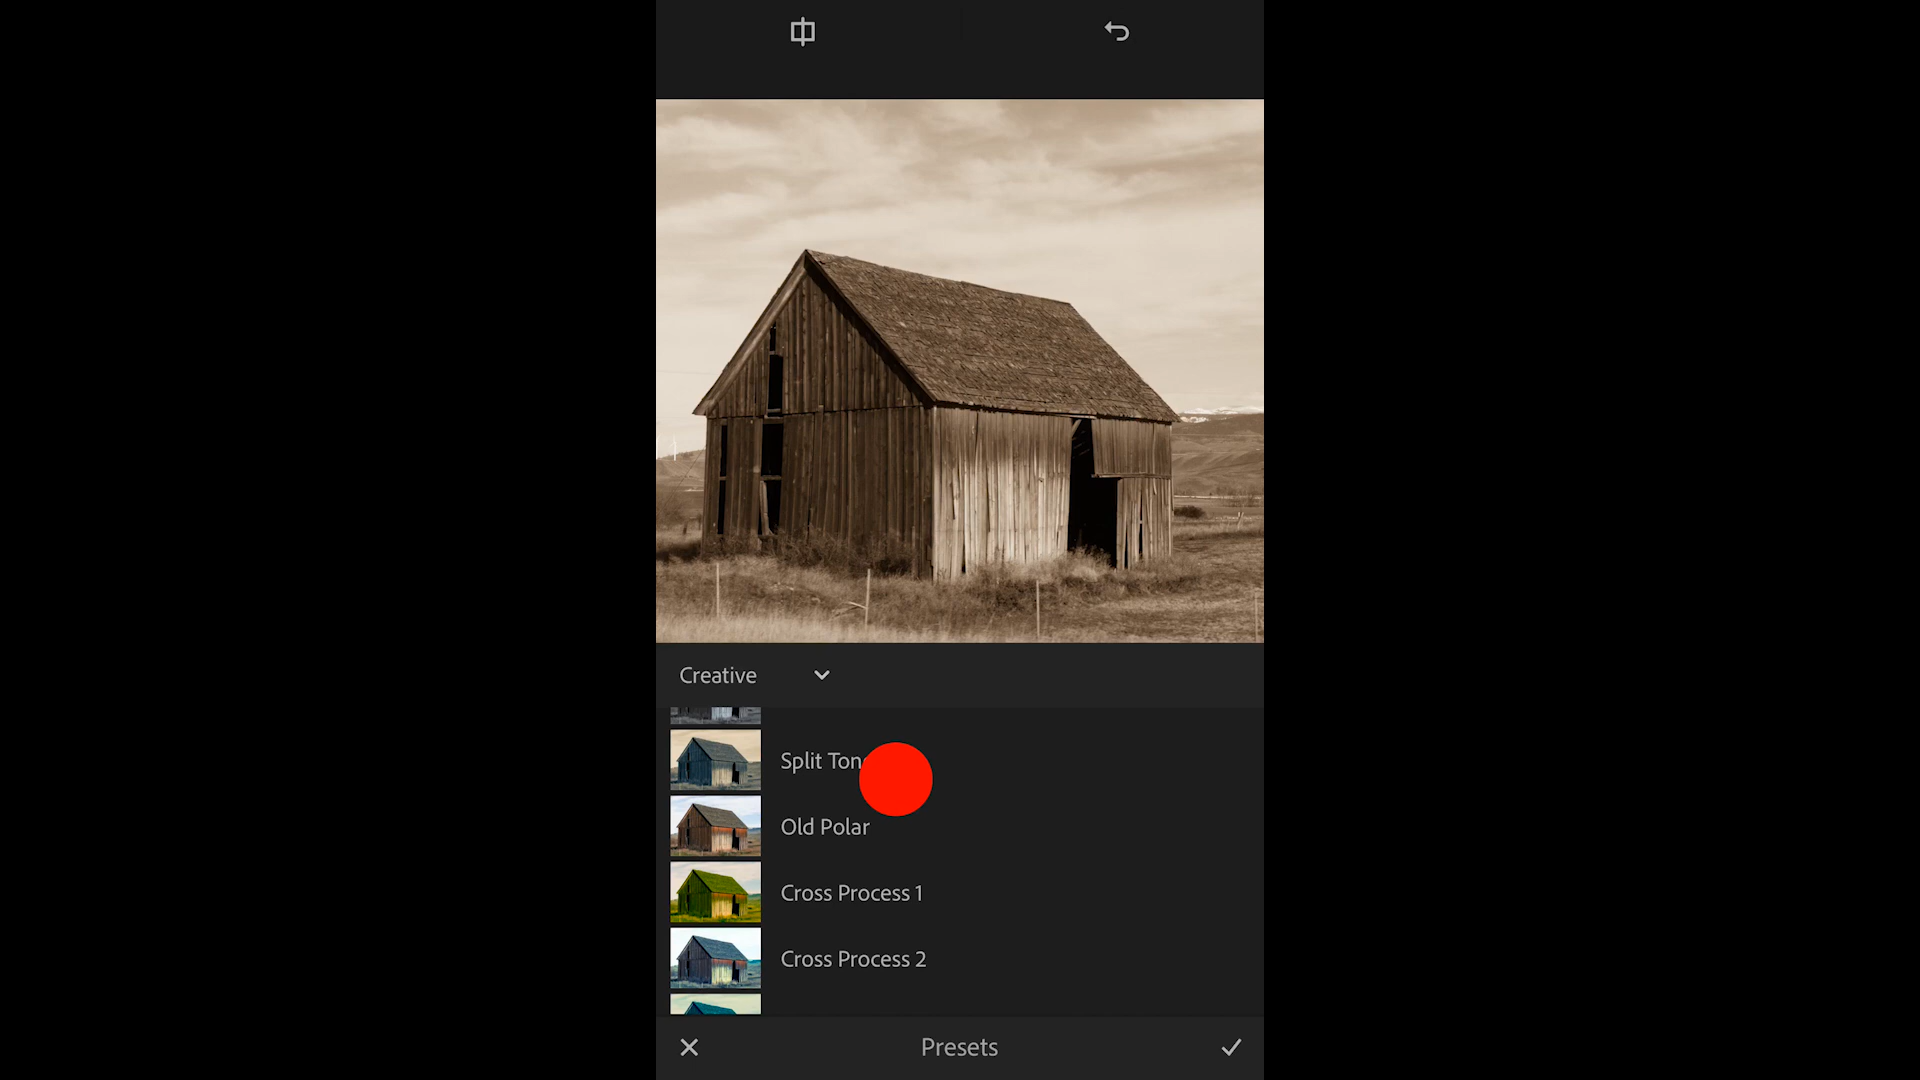 Creative
Split Ton
Old Polar
Cross Process 1
Cross Process 2
Presets